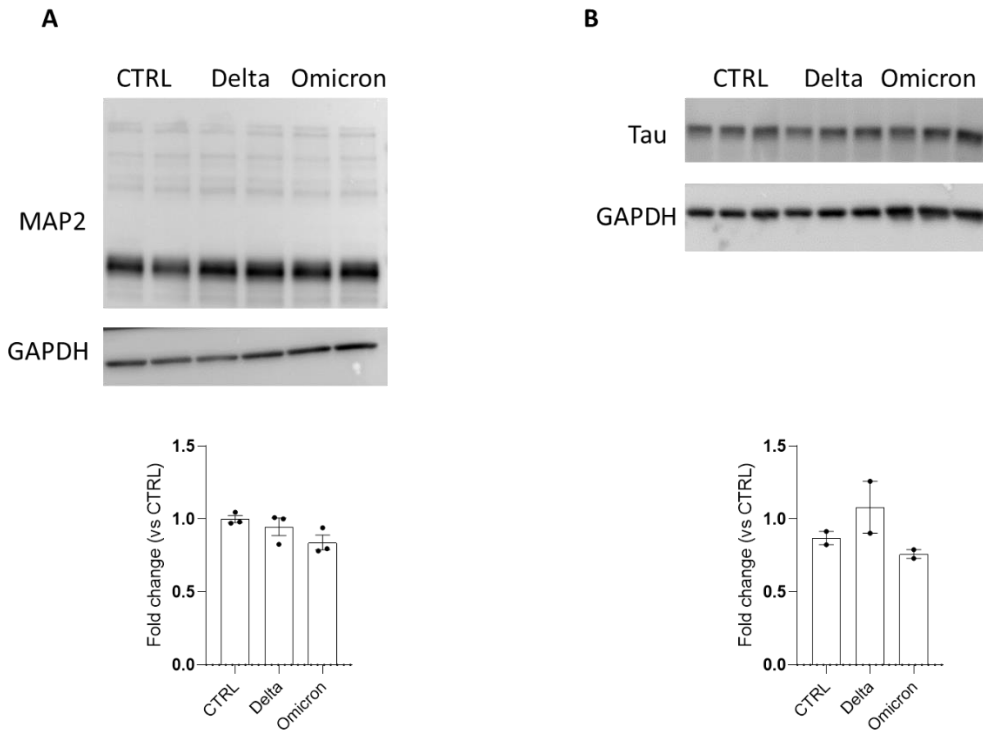 A
CTRL Delta Omicron
MAP2
GAPDH
Fold change (vs CTRL)
1.5
1.0
0.5
0.0
CTRL
Delta
Omicron
B
CTRL Delta Omicron
Tau
GAPDH
Fold change (vs CTRL)
1.5
1.0
0.5
0.0
CTRL
Delta
Omicron